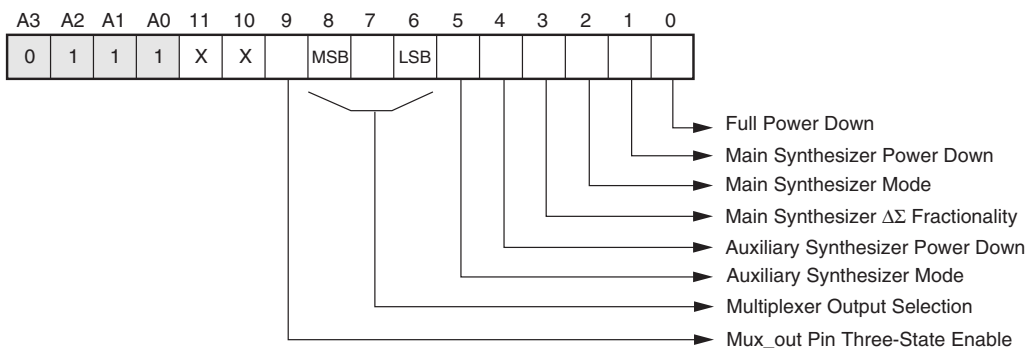 A3 A2 A1 A0 11 10 9 8 7 6 5 4 3 2 1 0
0 1 1 1 X X MSB LSB
Full Power Down
Main Synthesizer Power Down
Main Synthesizer Mode
Main Synthesizer ΔΣ Fractionality
Auxiliary Synthesizer Power Down
Auxiliary Synthesizer Mode
Multiplexer Output Selection
Mux_out Pin Three-State Enable